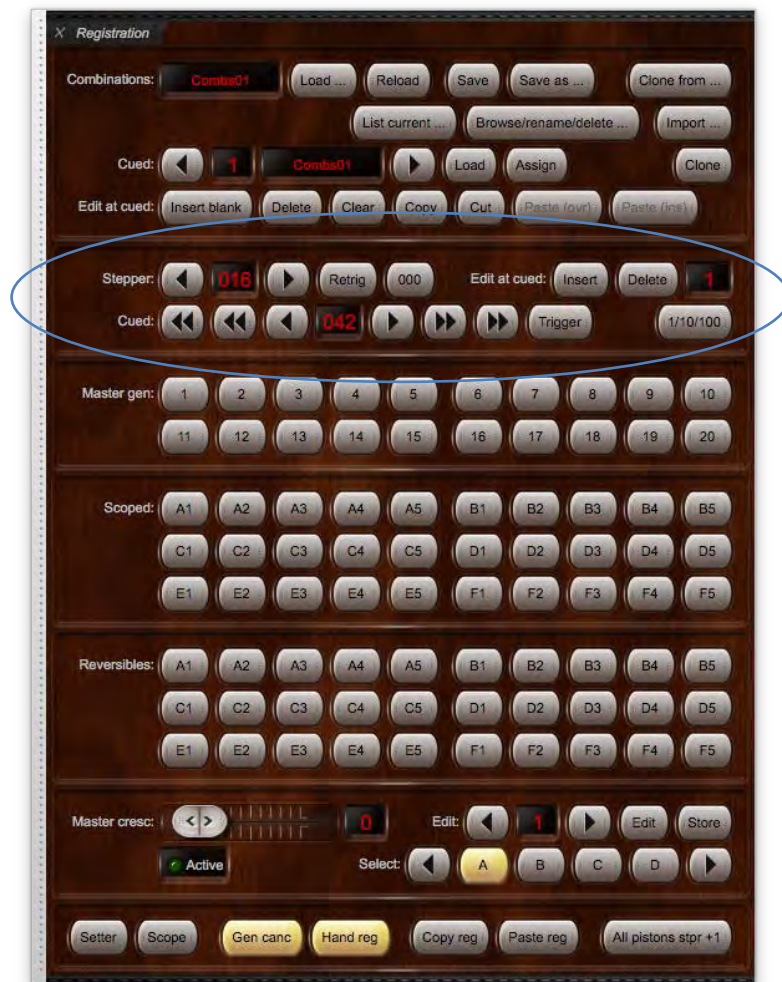 X Registration
Combinations: Combs01 Load ... Reload Save Save as ... Clone from ...
List current ... Browse/rename/delete ... Import ...
Cued: 1 Combs01 Load Assign Clone
Edit at cued: Insert blank Delete Clear Copy Cut Paste (ovr) Paste (ins)
Stepper: 016 Retrig 000 Edit at cued: Insert Delete 1
Cued: 042 Trigger 1/10/100
Master gen: 1 2 3 4 5 6 7 8 9 10
11 12 13 14 15 16 17 18 19 20
Scoped: A1 A2 A3 A4 A5 B1 B2 B3 B4 B5
C1 C2 C3 C4 C5 D1 D2 D3 D4 D5
E1 E2 E3 E4 E5 F1 F2 F3 F4 F5
Reversibles: A1 A2 A3 A4 A5 B1 B2 B3 B4 B5
C1 C2 C3 C4 C5 D1 D2 D3 D4 D5
E1 E2 E3 E4 E5 F1 F2 F3 F4 F5
Master cresc: < > 0 Edit: 1 Edit Store
Active Select: A B C D
Setter Scope Gen canc Hand reg Copy reg Paste reg All pistons stpr +1